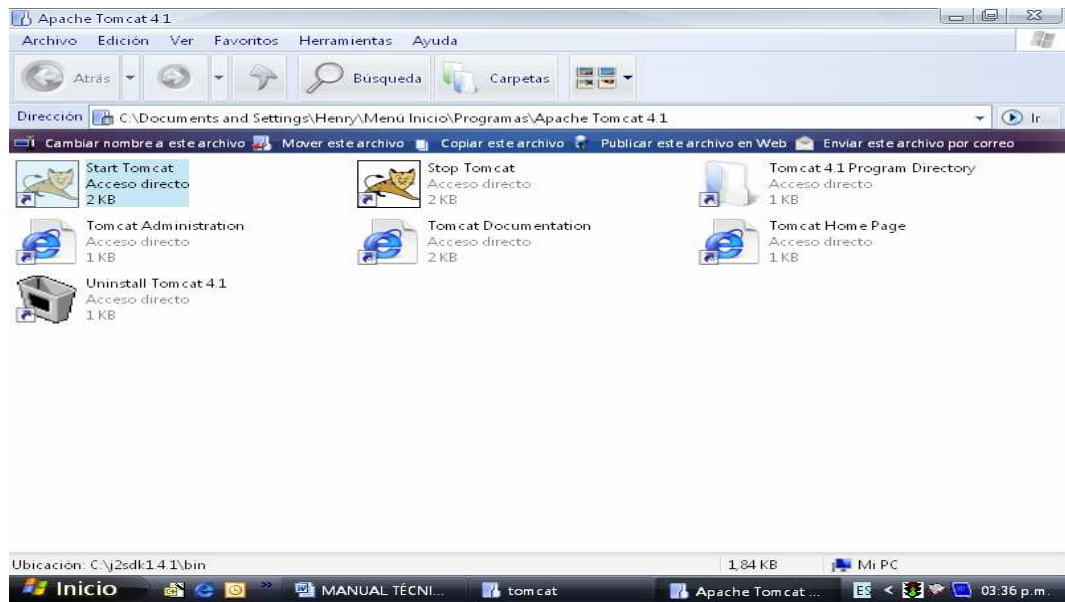 Apache Tomcat 4.1
Archivo Edición Ver Favoritos Herramientas Ayuda
Atrás Búsqueda Carpetas
Dirección C:\Documents and Settings\Henry\Menú Inicio\Programas\Apache Tomcat 4.1 Ir
Cambiar nombre a este archivo Mover este archivo Copiar este archivo Publicar este archivo en Web Enviar este archivo por correo
Start Tomcat
Acceso directo
2 KB
Stop Tomcat
Acceso directo
2 KB
Tomcat 4.1 Program Directory
Acceso directo
1 KB
Tomcat Administration
Acceso directo
1 KB
Tomcat Documentation
Acceso directo
2 KB
Tomcat Home Page
Acceso directo
1 KB
Uninstall Tomcat 4.1
Acceso directo
1 KB
Ubicación: C:\j2sdk1.4.1\bin 1,84 KB Mi PC
Inicio » MANUAL TÉCNI... tomcat Apache Tomcat ... ES < 03:36 p.m.